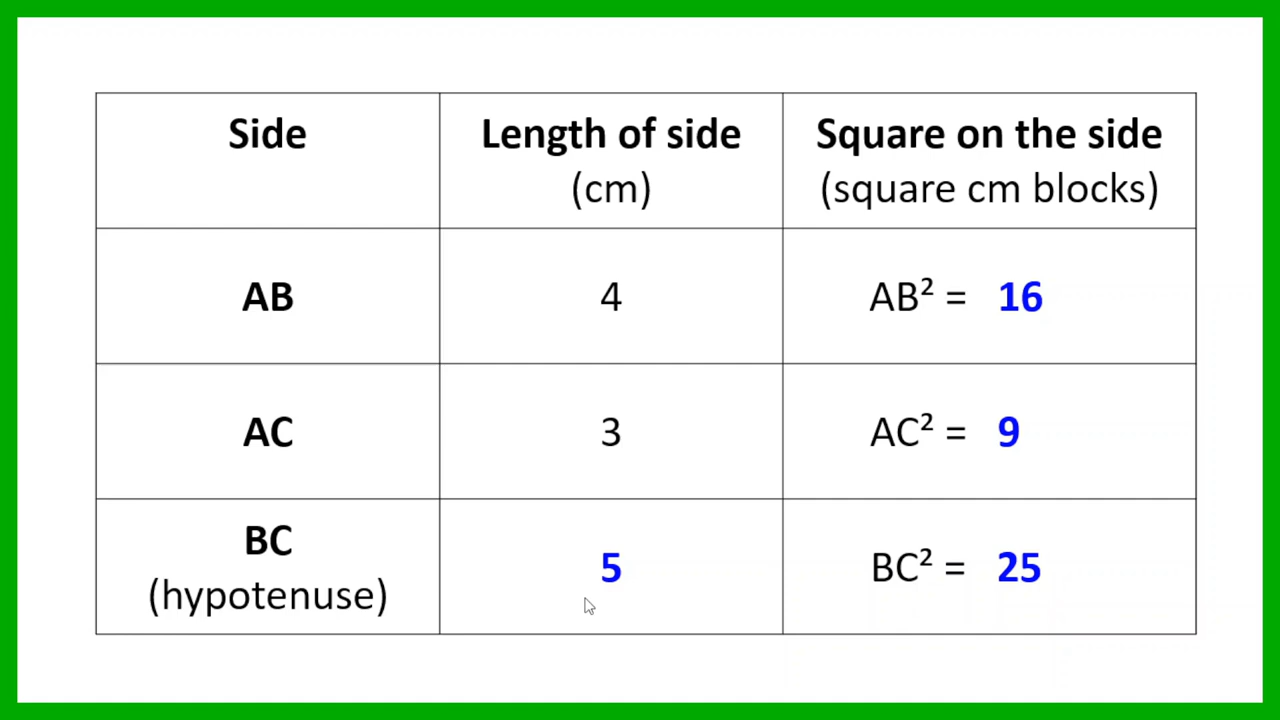 Side
Length of side
(cm)
Square on the side
(square cm blocks)
AB
4
AB² = 16
AC
3
AC² = 9
BC
(hypotenuse)
5
BC² = 25